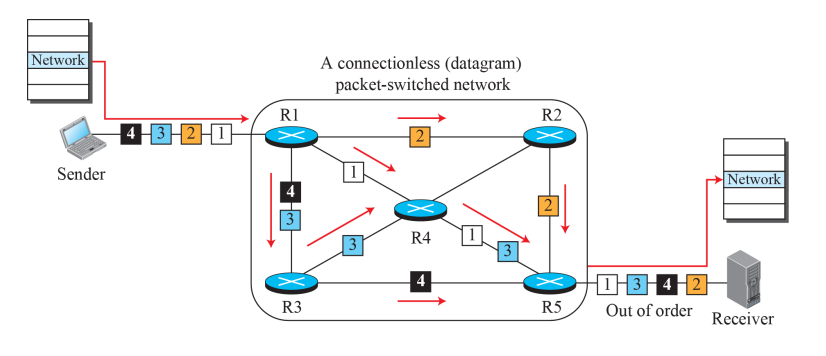 Network
A connectionless (datagram)
packet-switched network
R1
R2
4 3 2 1
2
Sender
1
4
3
Network
2
R4
1
3
3
4
R3
R5
1 3 4 2
Out of order
Receiver